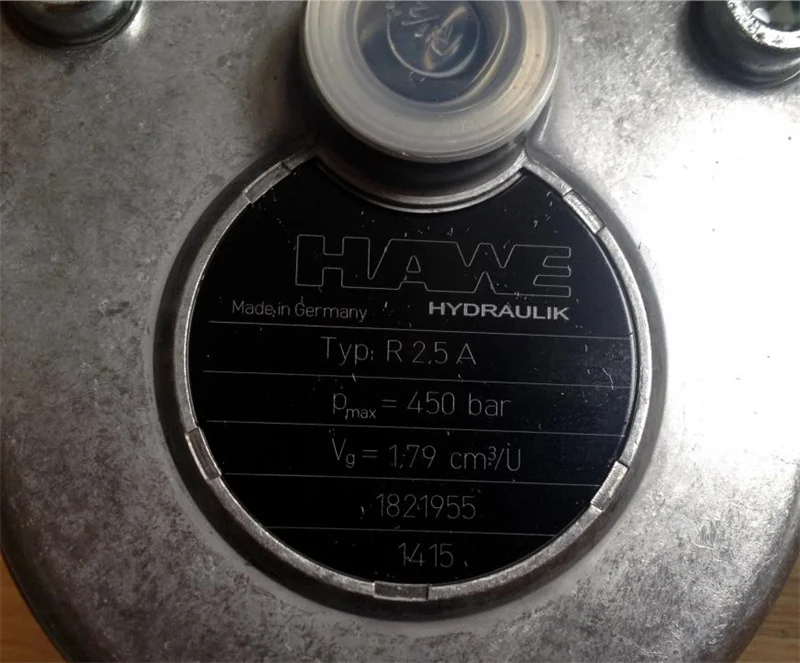 HAWE
Made in Germany HYDRAULIK
Typ: R 2,5 A
pmax = 450 bar
Vg = 1,79 cm³/U
1821955
1415